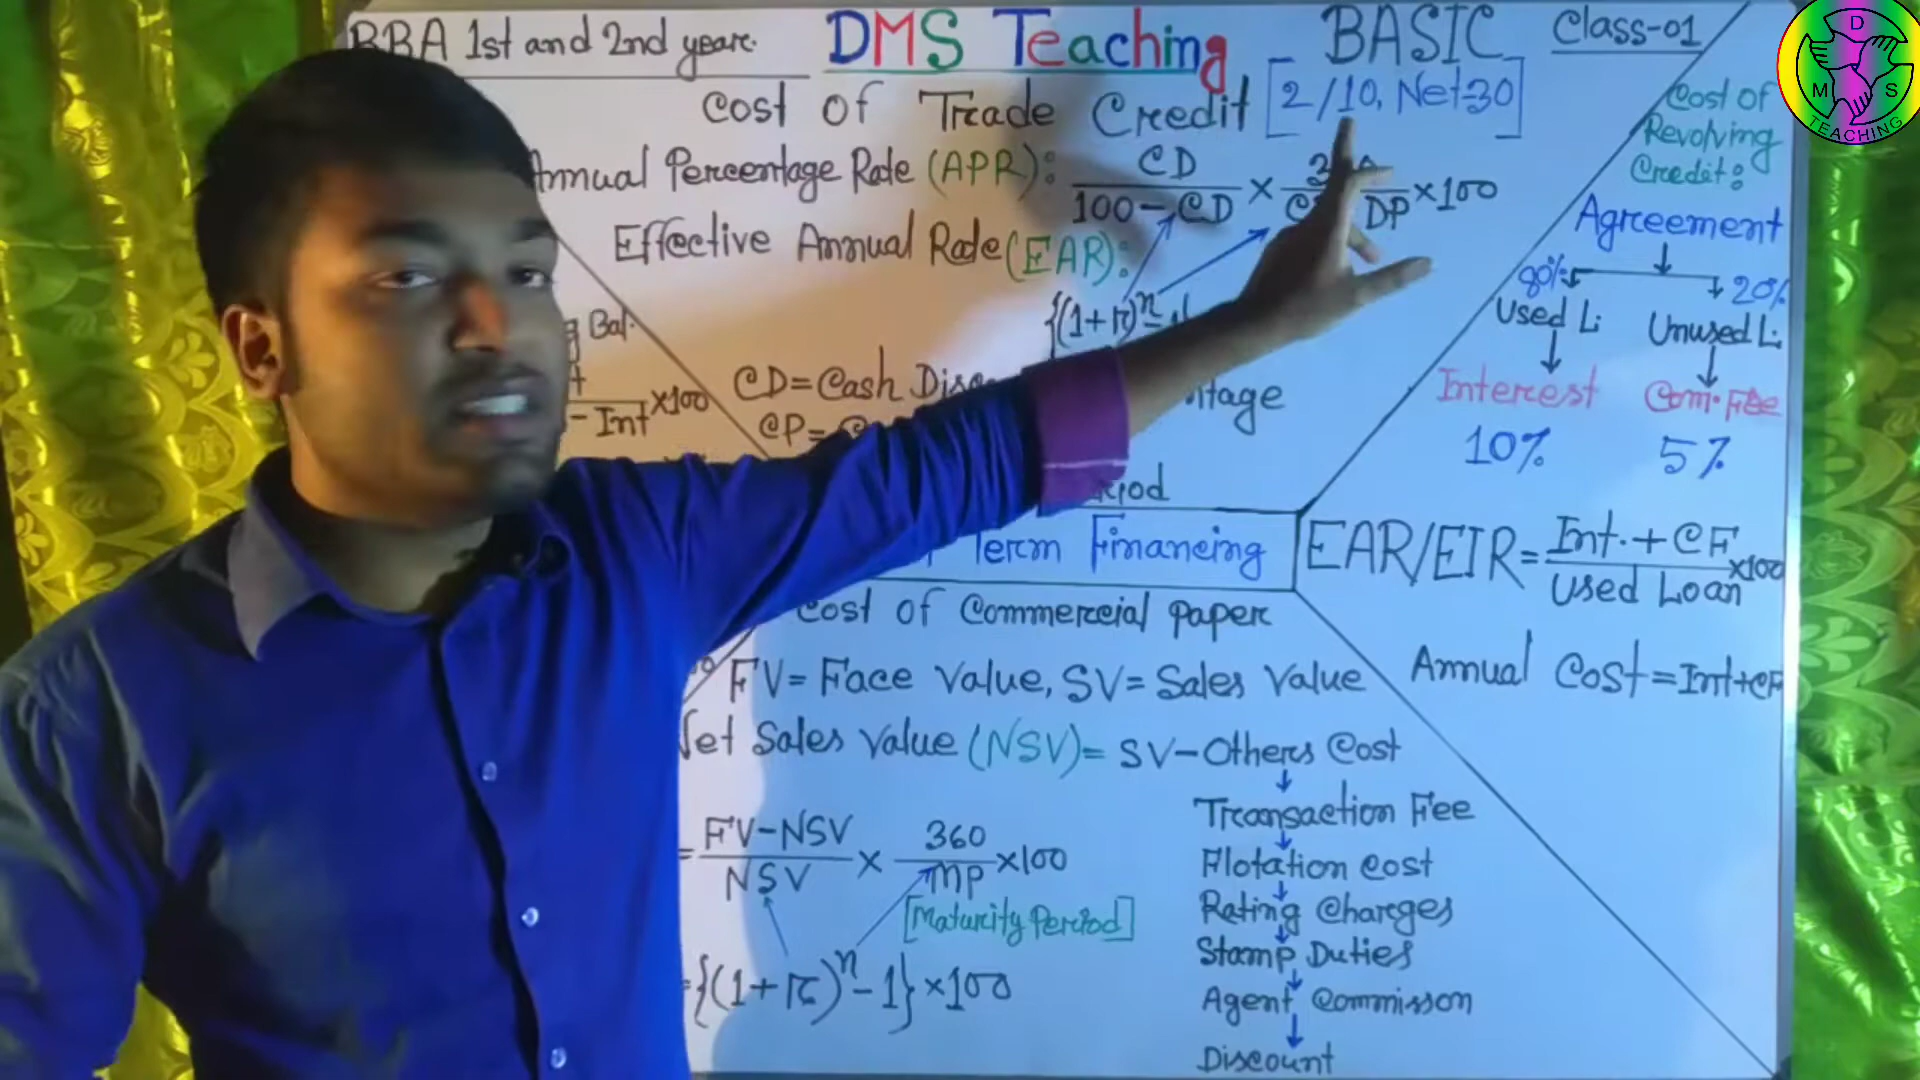 BBA 1st and 2nd year.
DMS Teaching
BASIC
Class-01
Cost of Trade Credit [2/10, Net-30]
Annual Percentage Rate (APR):
CD
100-CD
×
DP
×100
Effective Annual Rate (EAR):
{(1+r)^n-1
Bal.
- Int ×100
CD=Cash
Term Financing
Cost of
Revolving
Credit:
Agreement
80%
20%
Used Li
Unused Li
Interest
Com. Fee
10%
5%
EAR/EIR= Int.+CF
Used Loan ×100
Annual Cost=Int+CF
Cost of Commercial paper
FV= Face Value, SV= Sales Value
Net Sales Value (NSV)= SV-Others Cost
= FV-NSV
NSV
× 360
MP ×100
[Maturity Period]
={(1+r)^n-1}×100
Transaction Fee
Flotation Cost
Rating Charges
Stamp Duties
Agent Commisson
Discount
D
M S
TEACHING